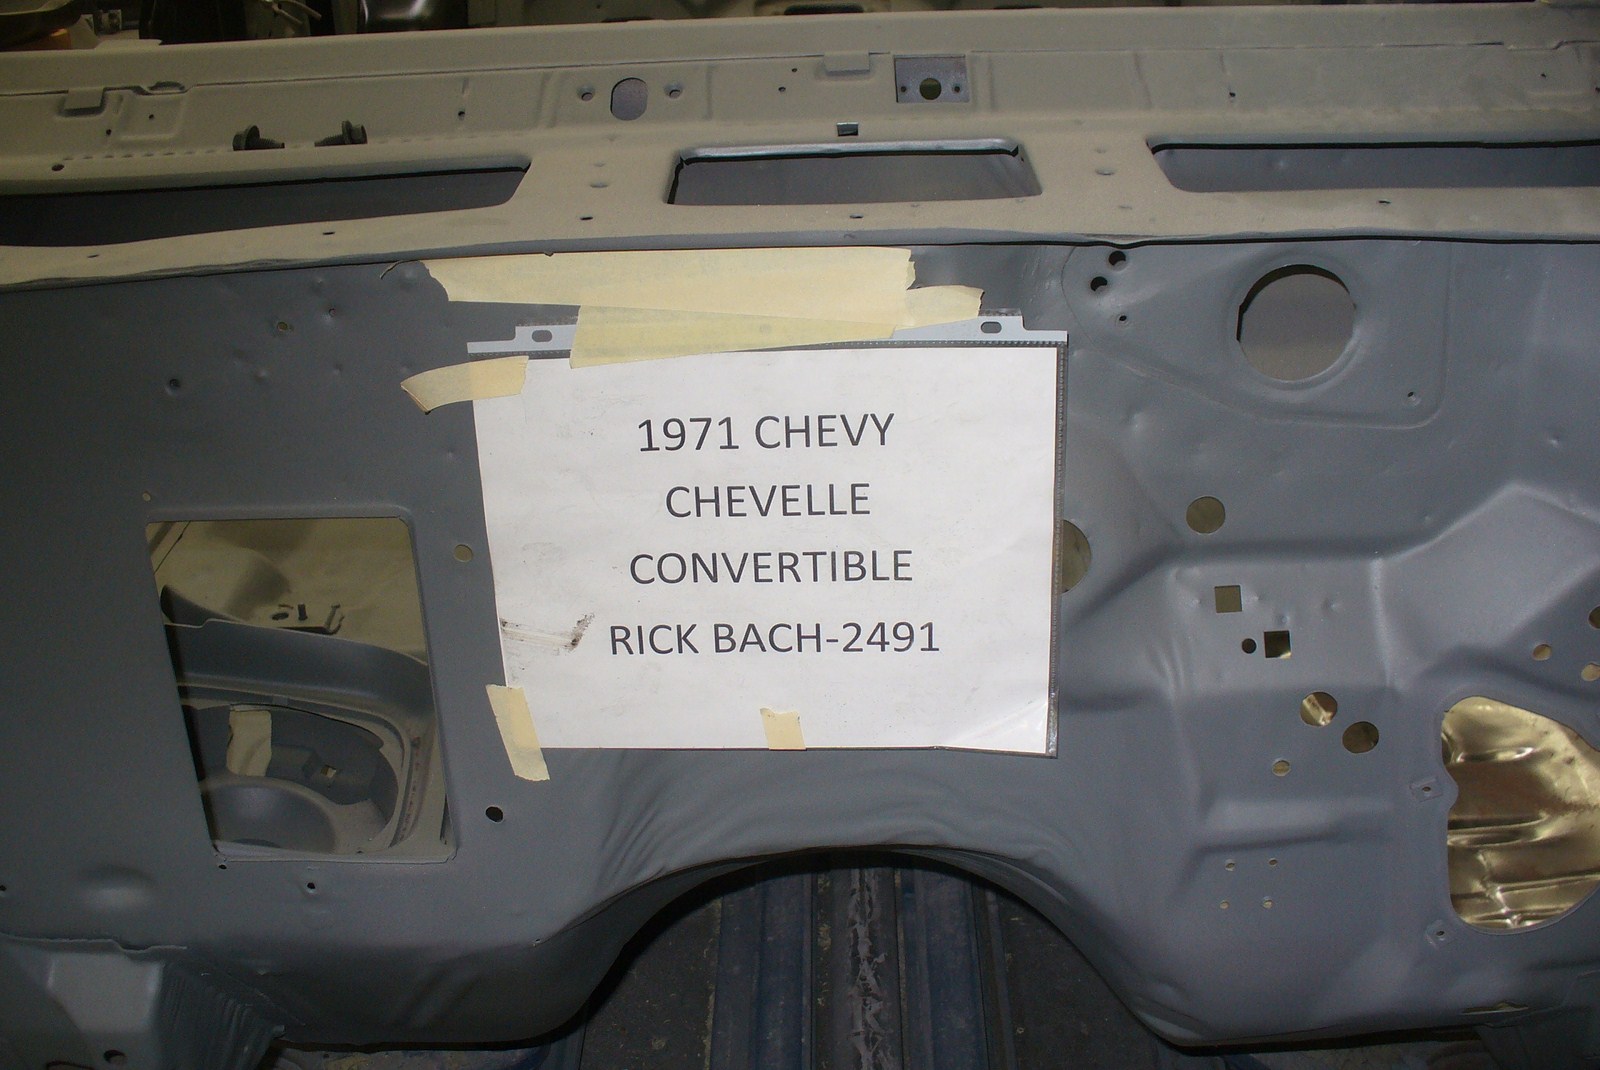 1971 CHEVY
CHEVELLE
CONVERTIBLE
RICK BACH-2491